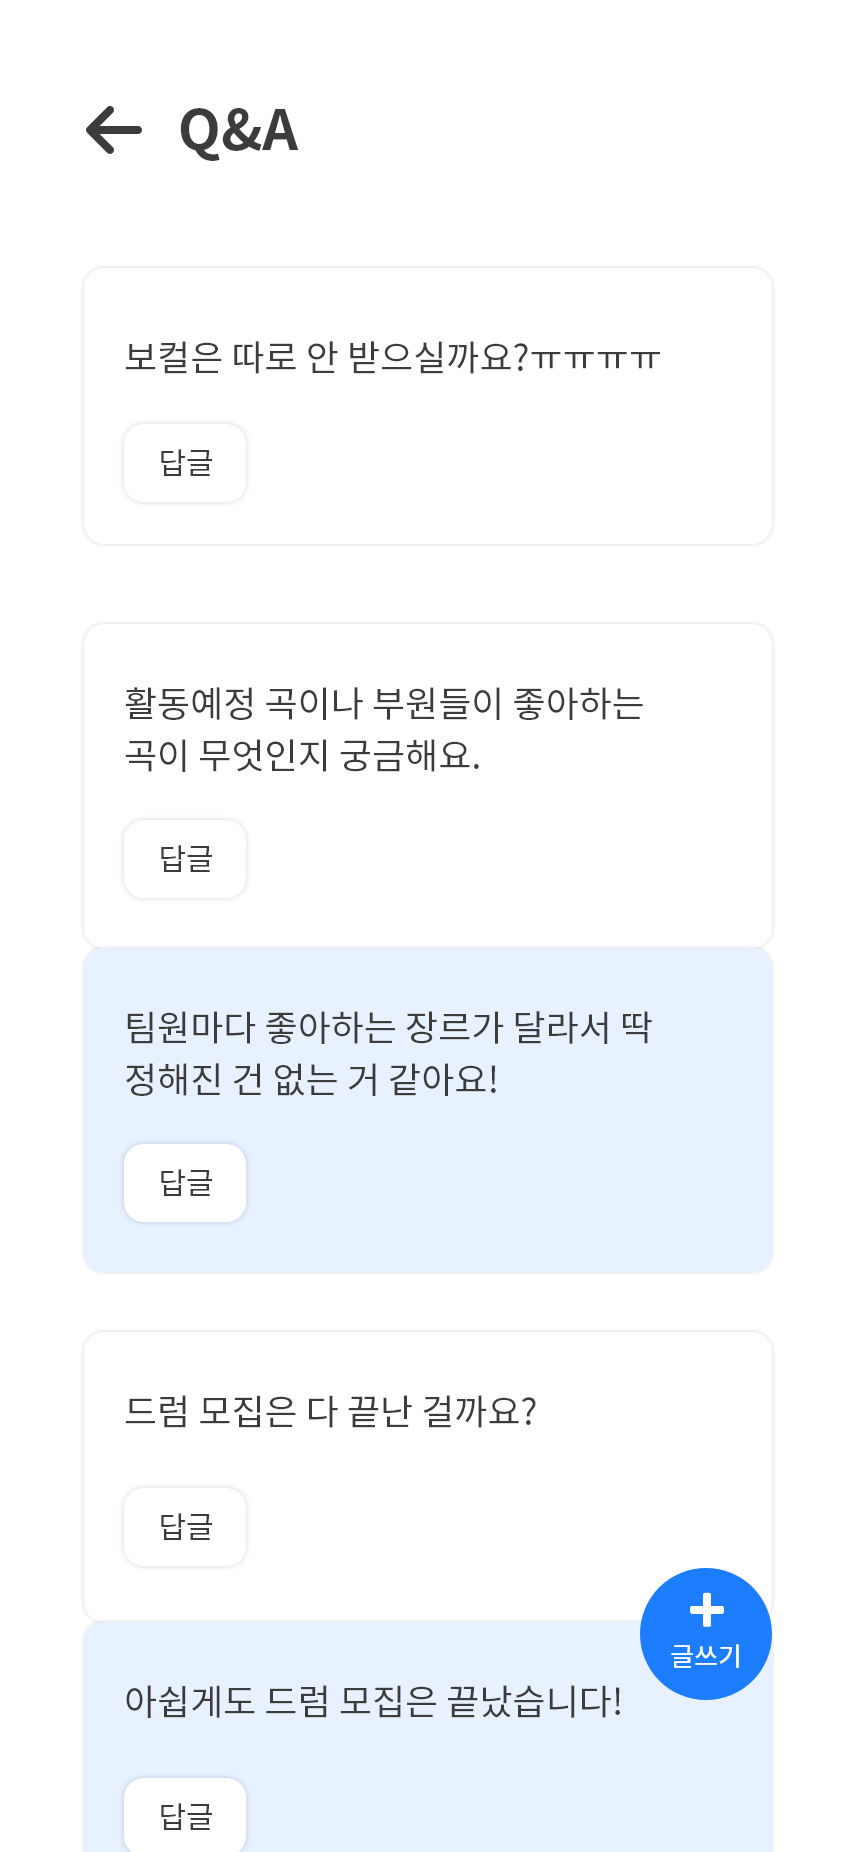 Q&A
보컬은 따로 안 받으실까요?ㅠㅠㅠㅠ
답글
활동예정 곡이나 부원들이 좋아하는
곡이 무엇인지 궁금해요.
답글
팀원마다 좋아하는 장르가 달라서 딱
정해진 건 없는 거 같아요!
답글
드럼 모집은 다 끝난 걸까요?
답글
글쓰기
아쉽게도 드럼 모집은 끝났습니다!
답글